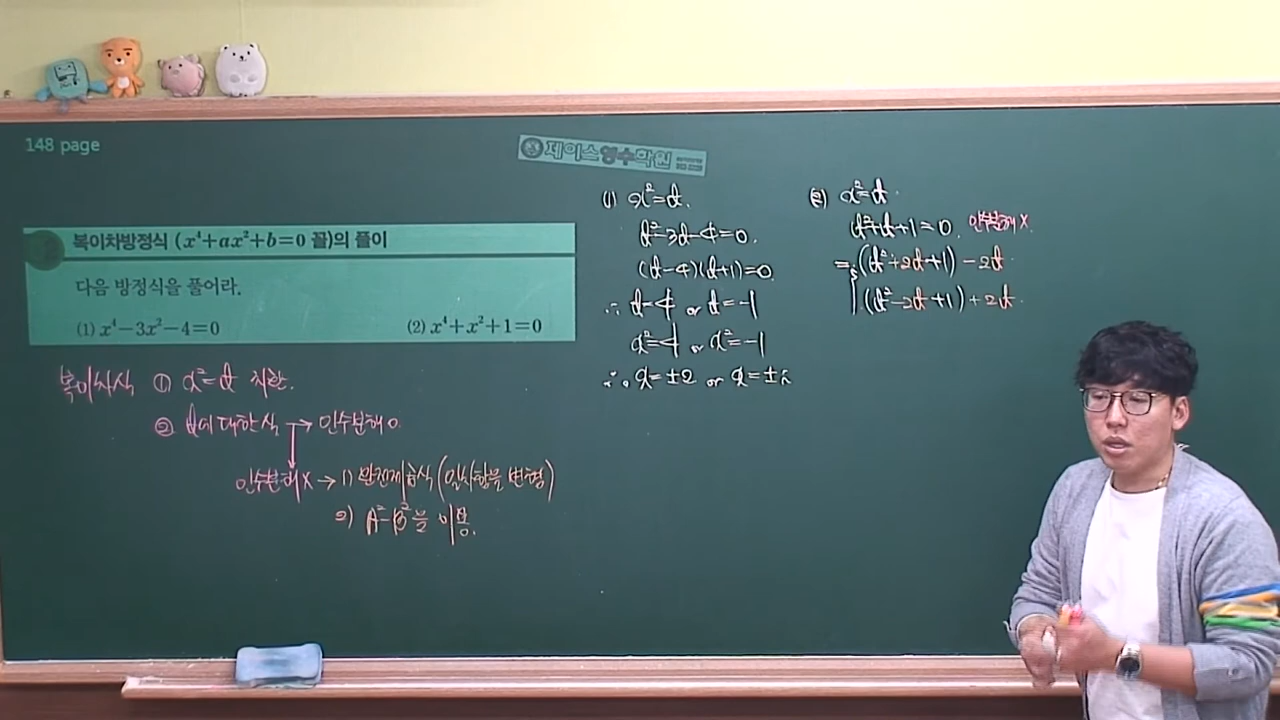 148 page
제이스영수학원
복이차방정식 (x⁴+ax²+b=0 꼴)의 풀이
다음 방정식을 풀어라.
(1) x⁴−3x²−4=0
(2) x⁴+x²+1=0
복이차식 ① x²=t 치환.
② t에 대한 식 → 인수분해 o.
인수분해 X → 1) 완전제곱식 (일차항을 변형)
2) A²−B²을 이용.
(1) x²=t.
t²−3t−4=0.
(t−4)(t+1)=0
∴ t=4 or t=−1
x²=4 or x²=−1
∴ x=±2 or x=±i
(2) x²=t.
t²+t+1=0. 인수분해 X.
= (t²+2t+1)−2t
(t²−2t+1)+2t.